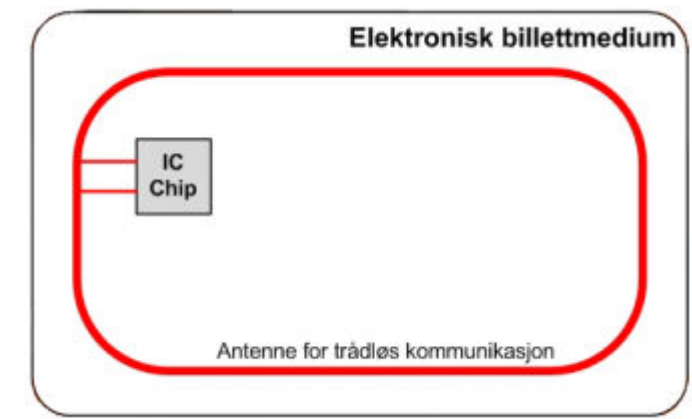 Elektronisk billettmedium
IC
Chip
Antenne for trådløs kommunikasjon